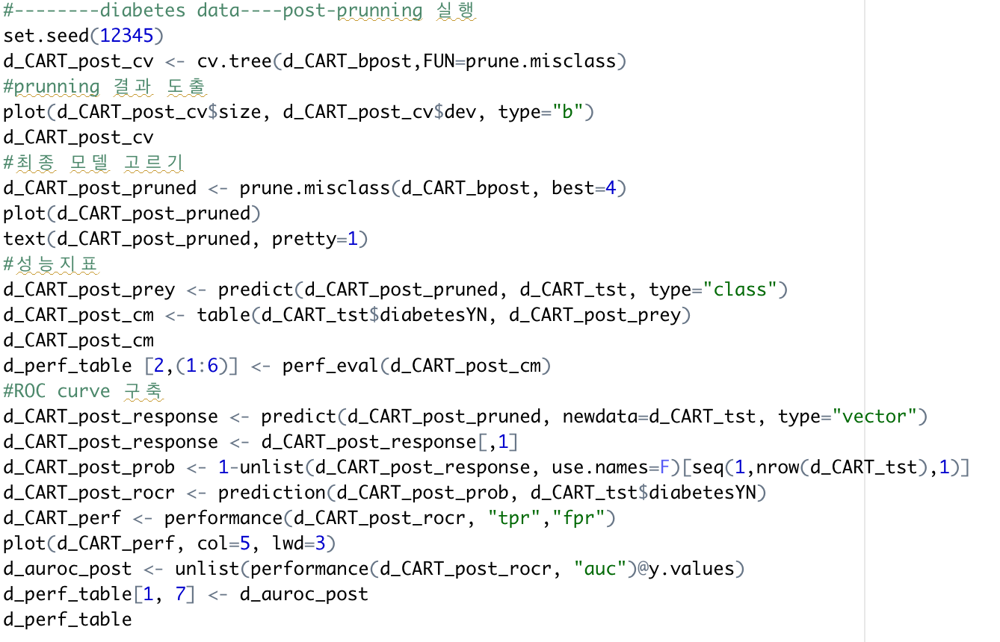 #--------diabetes data----post-prunning 실행
set.seed(12345)
d_CART_post_cv <- cv.tree(d_CART_bpost,FUN=prune.misclass)
#prunning 결과 도출
plot(d_CART_post_cv$size, d_CART_post_cv$dev, type="b")
d_CART_post_cv
#최종 모델 고르기
d_CART_post_pruned <- prune.misclass(d_CART_bpost, best=4)
plot(d_CART_post_pruned)
text(d_CART_post_pruned, pretty=1)
#성능지표
d_CART_post_prey <- predict(d_CART_post_pruned, d_CART_tst, type="class")
d_CART_post_cm <- table(d_CART_tst$diabetesYN, d_CART_post_prey)
d_CART_post_cm
d_perf_table [2,(1:6)] <- perf_eval(d_CART_post_cm)
#ROC curve 구축
d_CART_post_response <- predict(d_CART_post_pruned, newdata=d_CART_tst, type="vector")
d_CART_post_response <- d_CART_post_response[,1]
d_CART_post_prob <- 1-unlist(d_CART_post_response, use.names=F)[seq(1,nrow(d_CART_tst),1)]
d_CART_post_rocr <- prediction(d_CART_post_prob, d_CART_tst$diabetesYN)
d_CART_perf <- performance(d_CART_post_rocr, "tpr","fpr")
plot(d_CART_perf, col=5, lwd=3)
d_auroc_post <- unlist(performance(d_CART_post_rocr, "auc")@y.values)
d_perf_table[1, 7] <- d_auroc_post
d_perf_table